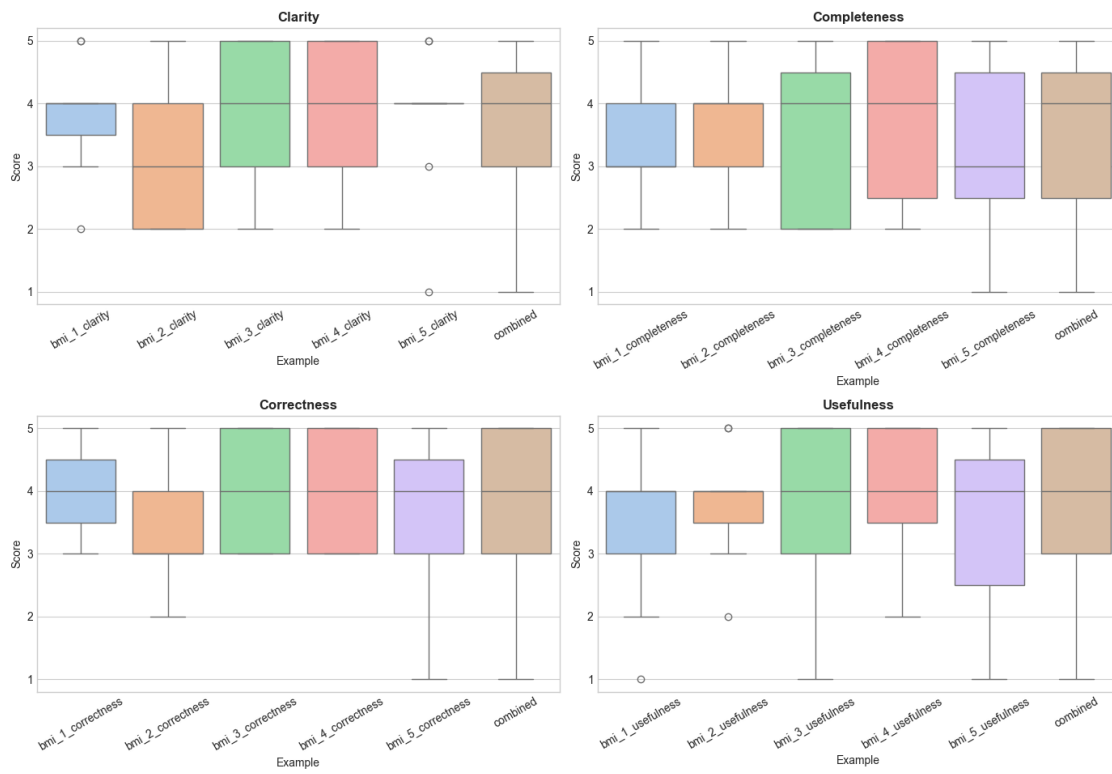 Clarity
5
4
3
2
1
Score
bmi_1_clarity
bmi_2_clarity
bmi_3_clarity
bmi_4_clarity
bmi_5_clarity
combined
Example
Completeness
5
4
3
2
1
Score
bmi_1_completeness
bmi_2_completeness
bmi_3_completeness
bmi_4_completeness
bmi_5_completeness
combined
Example
Correctness
5
4
3
2
1
Score
bmi_1_correctness
bmi_2_correctness
bmi_3_correctness
bmi_4_correctness
bmi_5_correctness
combined
Example
Usefulness
5
4
3
2
1
Score
bmi_1_usefulness
bmi_2_usefulness
bmi_3_usefulness
bmi_4_usefulness
bmi_5_usefulness
combined
Example